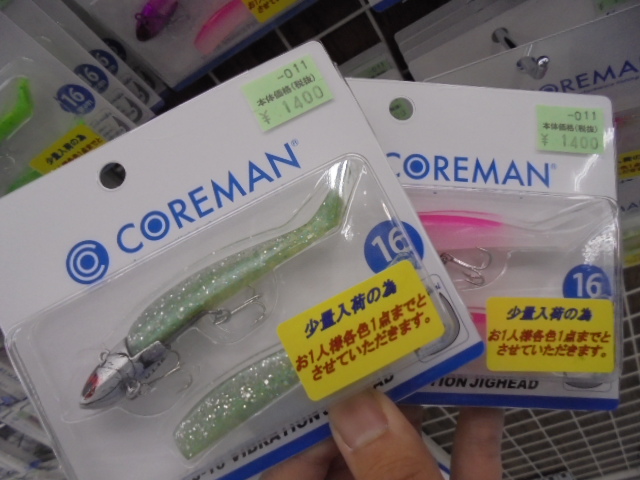 -011
本体価格(税抜)
¥1400
COREMAN®
16
少量入荷の為
お1人様各色1点までと
させていただきます。
VIBRATION
-011
本体価格(税抜)
¥1400
COREMAN®
16
少量入荷の為
お1人様各色1点までと
させていただきます。
JIGHEAD
COREMAN
16
少量入荷の為